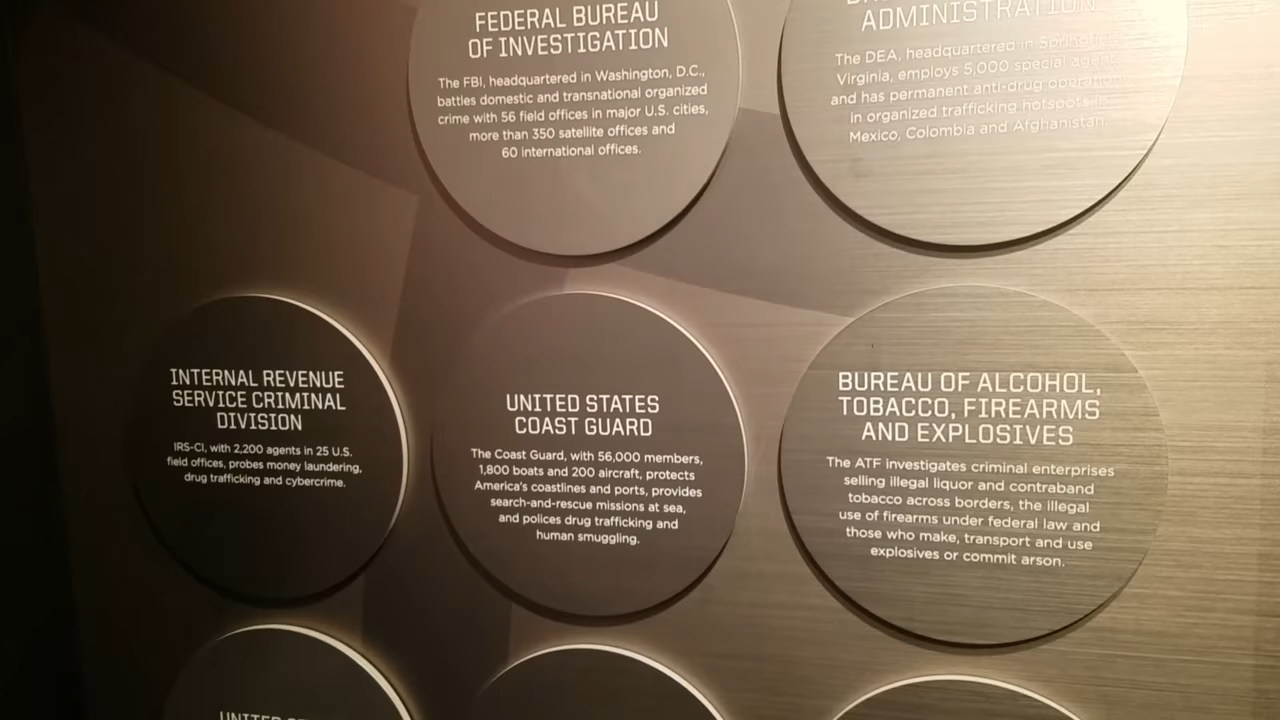 FEDERAL BUREAU
OF INVESTIGATION
The FBI, headquartered in Washington, D.C.,
battles domestic and transnational organized
crime with 56 field offices in major U.S. cities,
more than 350 satellite offices and
60 international offices.
ADMINISTRATION
The DEA, headquartered in Springfield,
Virginia, employs 5,000 special agents
and has permanent anti-drug operations
in organized trafficking hotspots
Mexico, Colombia and Afghanistan.
INTERNAL REVENUE
SERVICE CRIMINAL
DIVISION
IRS-CI, with 2,200 agents in 25 U.S.
field offices, probes money laundering,
drug trafficking and cybercrime.
UNITED STATES
COAST GUARD
The Coast Guard, with 56,000 members,
1,800 boats and 200 aircraft, protects
America's coastlines and ports, provides
search-and-rescue missions at sea,
and polices drug trafficking and
human smuggling.
BUREAU OF ALCOHOL,
TOBACCO, FIREARMS
AND EXPLOSIVES
The ATF investigates criminal enterprises
selling illegal liquor and contraband
tobacco across borders, the illegal
use of firearms under federal law and
those who make, transport and use
explosives or commit arson.
UNITED